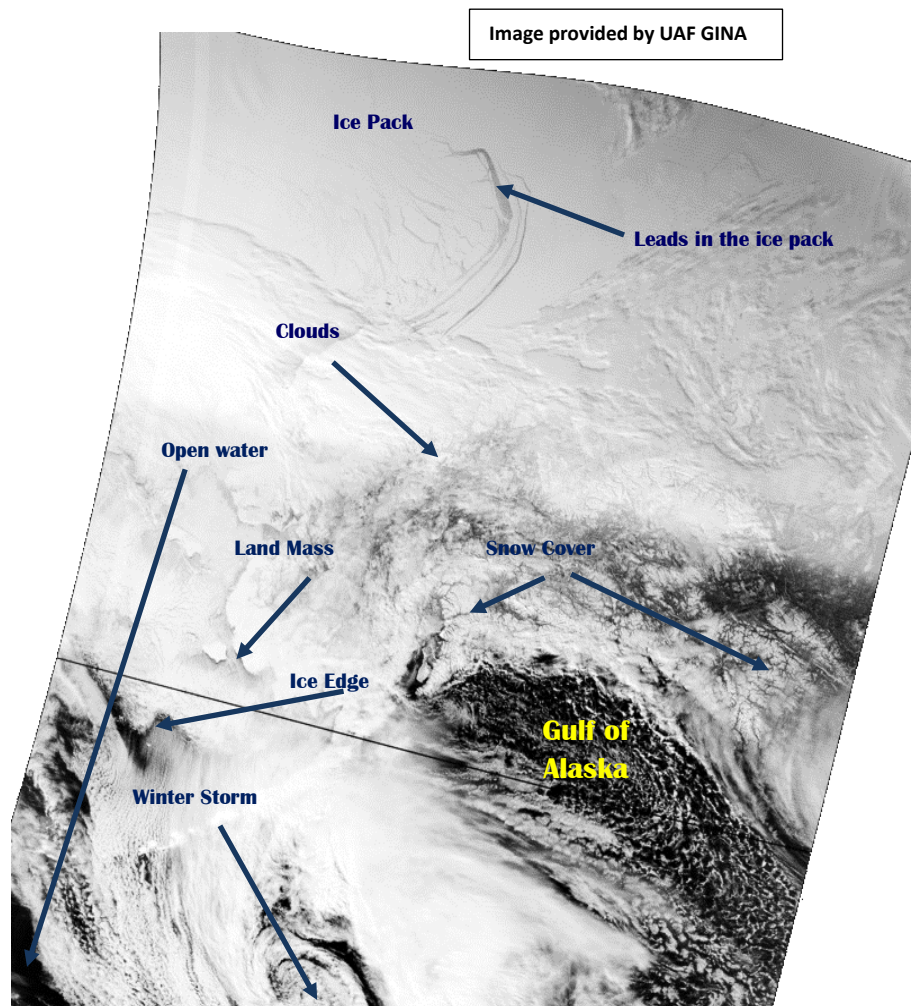 Image provided by UAF GINA
Ice Pack
Leads in the ice pack
Clouds
Open water
Land Mass
Snow Cover
Ice Edge
Gulf of
Alaska
Winter Storm